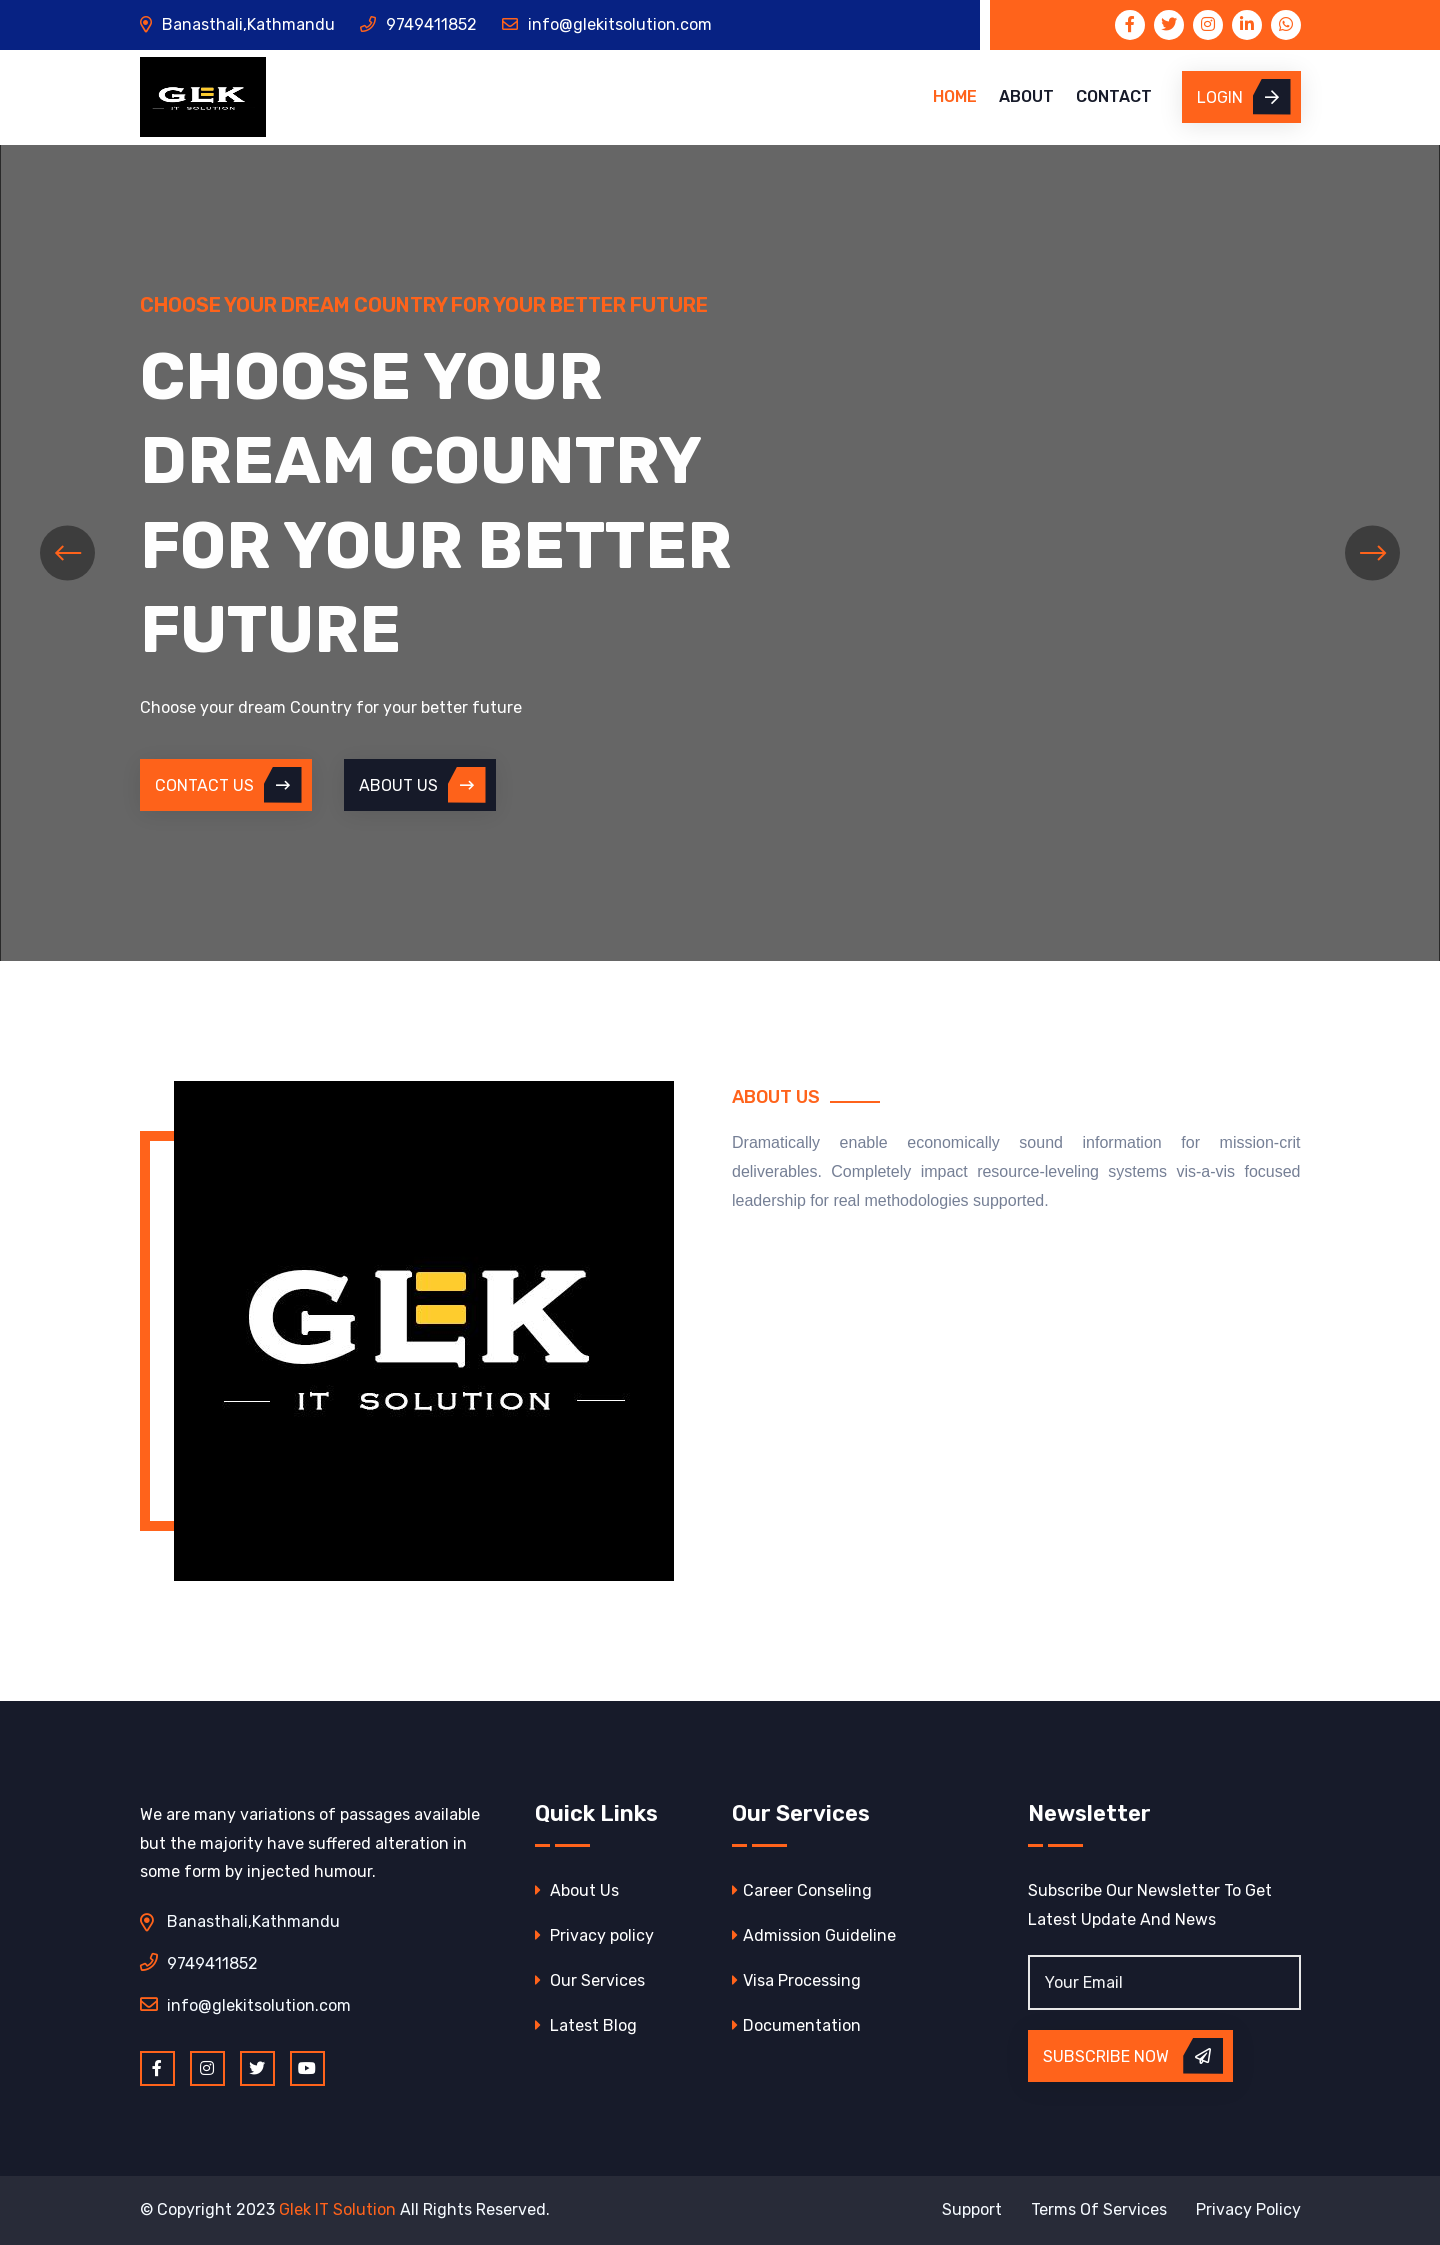 Banasthali,Kathmandu 9749411852 info@glekitsolution.com
GLEK
IT SOLUTION
HOME ABOUT CONTACT LOGIN
CHOOSE YOUR DREAM COUNTRY FOR YOUR BETTER FUTURE
CHOOSE YOUR
DREAM COUNTRY
FOR YOUR BETTER
FUTURE
Choose your dream Country for your better future
CONTACT US ABOUT US
GLEK
IT SOLUTION
ABOUT US
Dramatically enable economically sound information for mission-crit
deliverables. Completely impact resource-leveling systems vis-a-vis focused
leadership for real methodologies supported.
We are many variations of passages available
but the majority have suffered alteration in
some form by injected humour.
Banasthali,Kathmandu
9749411852
info@glekitsolution.com
Quick Links
About Us
Privacy policy
Our Services
Latest Blog
Our Services
Career Conseling
Admission Guideline
Visa Processing
Documentation
Newsletter
Subscribe Our Newsletter To Get
Latest Update And News
Your Email
SUBSCRIBE NOW
© Copyright 2023 Glek IT Solution All Rights Reserved.
Support Terms Of Services Privacy Policy